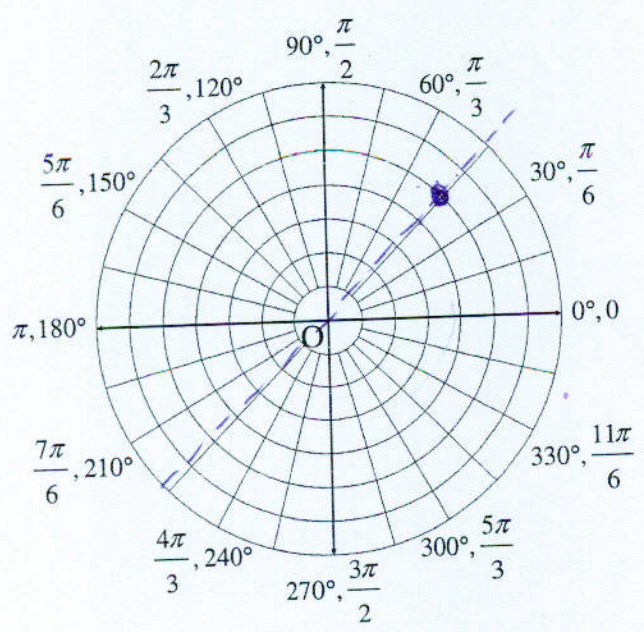 90°, π/2
2π/3, 120°
60°, π/3
5π/6, 150°
30°, π/6
π, 180°
0°, 0
O
7π/6, 210°
330°, 11π/6
4π/3, 240°
300°, 5π/3
270°, 3π/2